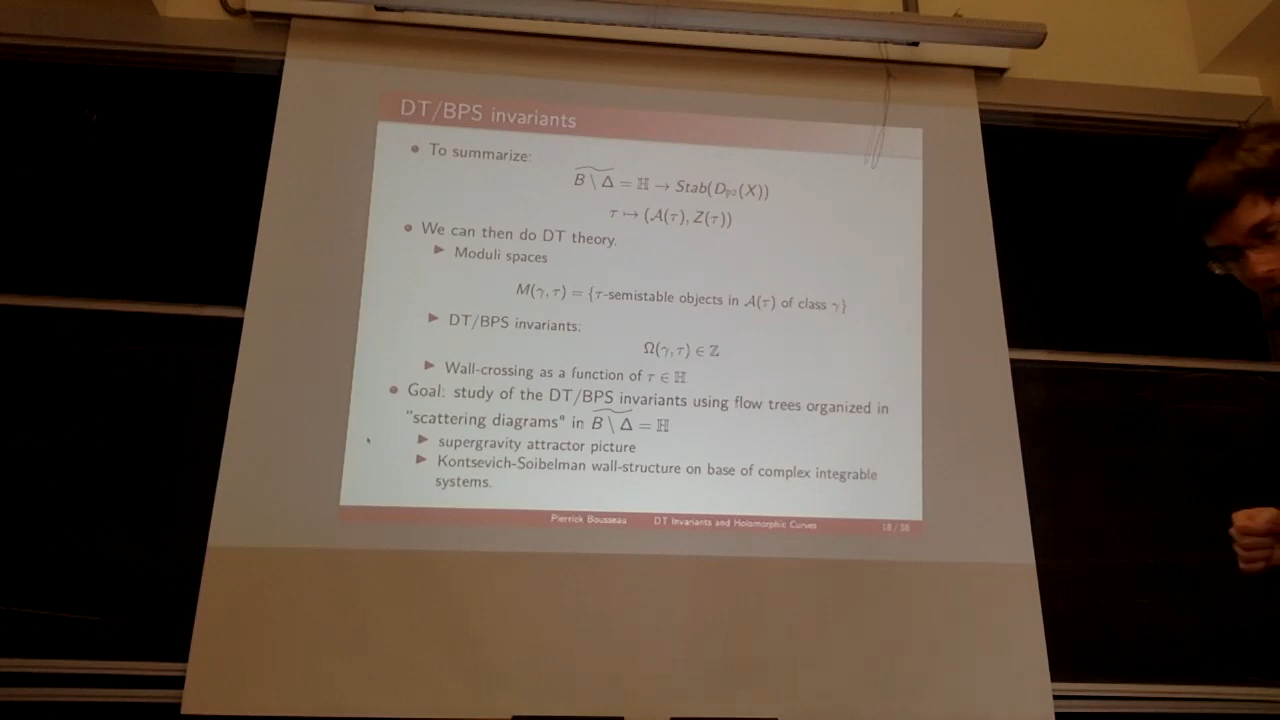 DT/BPS invariants
• To summarize:
$\widetilde{B \setminus \Delta} = \mathbb{H} \to Stab(D_{\mathbb{P}^2}(X))$
$\tau \mapsto (\mathcal{A}(\tau), Z(\tau))$
• We can then do DT theory.
▶ Moduli spaces
$M(\gamma, \tau) = \{\tau\text{-semistable objects in } \mathcal{A}(\tau) \text{ of class } \gamma\}$
▶ DT/BPS invariants:
$\Omega(\gamma, \tau) \in \mathbb{Z}$
▶ Wall-crossing as a function of $\tau \in \mathbb{H}$
• Goal: study of the DT/BPS invariants using flow trees organized in
"scattering diagrams" in $\widetilde{B \setminus \Delta} = \mathbb{H}$
▶ supergravity attractor picture
▶ Kontsevich-Soibelman wall-structure on base of complex integrable
systems.
Pierrick Bousseau DT Invariants and Holomorphic Curves 18 / 58